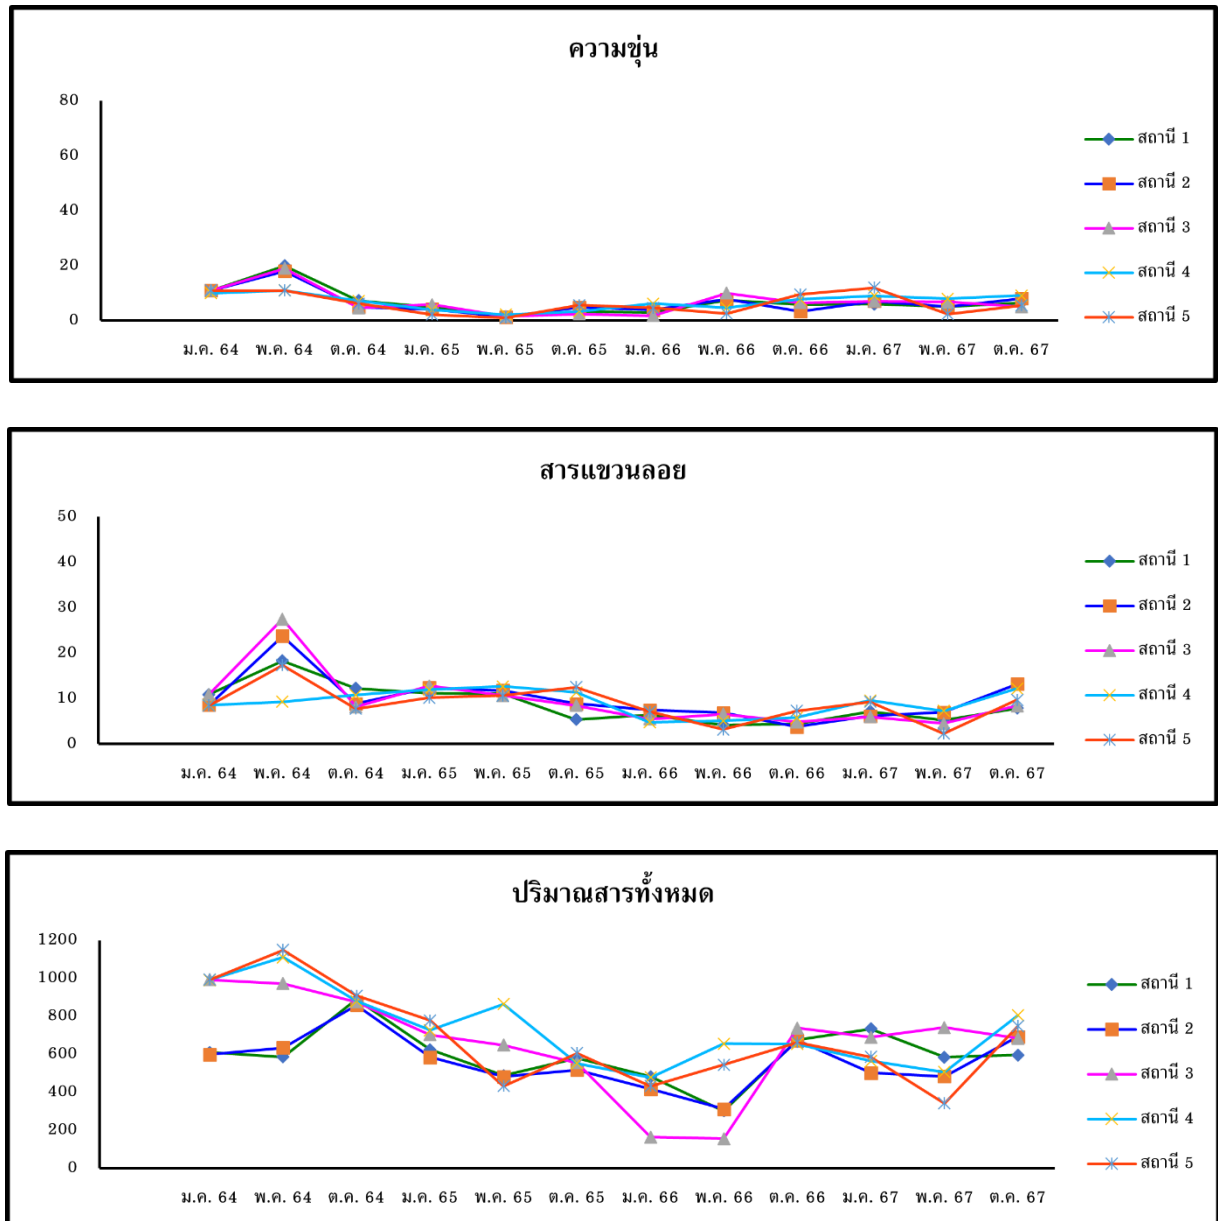 ความขุ่น
80
60
40
20
0
ม.ค. 64 พ.ค. 64 ต.ค. 64 ม.ค. 65 พ.ค. 65 ต.ค. 65 ม.ค. 66 พ.ค. 66 ต.ค. 66 ม.ค. 67 พ.ค. 67 ต.ค. 67
สถานี 1
สถานี 2
สถานี 3
สถานี 4
สถานี 5
สารแขวนลอย
50
40
30
20
10
0
ม.ค. 64 พ.ค. 64 ต.ค. 64 ม.ค. 65 พ.ค. 65 ต.ค. 65 ม.ค. 66 พ.ค. 66 ต.ค. 66 ม.ค. 67 พ.ค. 67 ต.ค. 67
สถานี 1
สถานี 2
สถานี 3
สถานี 4
สถานี 5
ปริมาณสารทั้งหมด
1200
1000
800
600
400
200
0
ม.ค. 64 พ.ค. 64 ต.ค. 64 ม.ค. 65 พ.ค. 65 ต.ค. 65 ม.ค. 66 พ.ค. 66 ต.ค. 66 ม.ค. 67 พ.ค. 67 ต.ค. 67
สถานี 1
สถานี 2
สถานี 3
สถานี 4
สถานี 5